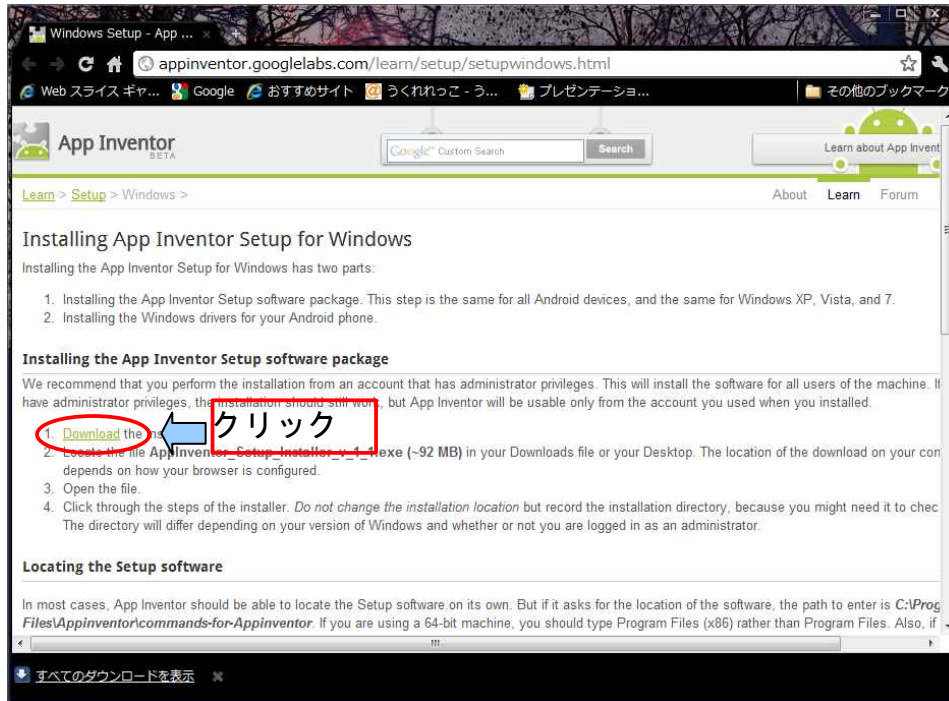 Windows Setup - App ...
appinventor.googlelabs.com/learn/setup/setupwindows.html
Web スライス ギャ... Google おすすめサイト うくれれっこ - う... プレゼンテーショ... その他のブックマーク
App Inventor
BETA
Google™ Custom Search Search Learn about App Invent
Learn > Setup > Windows > About Learn Forum
Installing App Inventor Setup for Windows
Installing the App Inventor Setup for Windows has two parts:
1. Installing the App Inventor Setup software package. This step is the same for all Android devices, and the same for Windows XP, Vista, and 7.
2. Installing the Windows drivers for your Android phone.
Installing the App Inventor Setup software package
We recommend that you perform the installation from an account that has administrator privileges. This will install the software for all users of the machine. If
have administrator privileges, the installation should still work, but App Inventor will be usable only from the account you used when you installed.
1. Download the
クリック
2. Locate the file AppInventor_Setup_Installer_v_1_1.exe (~92 MB) in your Downloads file or your Desktop. The location of the download on your com
depends on how your browser is configured.
3. Open the file.
4. Click through the steps of the installer. Do not change the installation location but record the installation directory, because you might need it to chec
The directory will differ depending on your version of Windows and whether or not you are logged in as an administrator.
Locating the Setup software
In most cases, App Inventor should be able to locate the Setup software on its own. But if it asks for the location of the software, the path to enter is C:\Prog
Files\Appinventor\commands-for-Appinventor. If you are using a 64-bit machine, you should type Program Files (x86) rather than Program Files. Also, if
すべてのダウンロードを表示